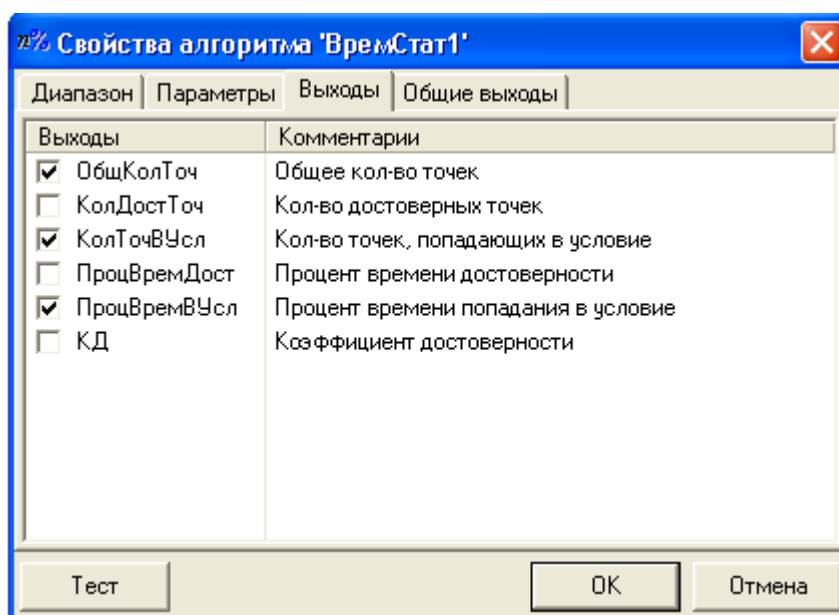 n% Свойства алгоритма 'ВремСтат1'
Диапазон Параметры Выходы Общие выходы
Выходы Комментарии
ОбщКолТоч Общее кол-во точек
КолДостТоч Кол-во достоверных точек
КолТочВУсл Кол-во точек, попадающих в условие
ПроцВремДост Процент времени достоверности
ПроцВремВУсл Процент времени попадания в условие
КД Коэффициент достоверности
Тест OK Отмена